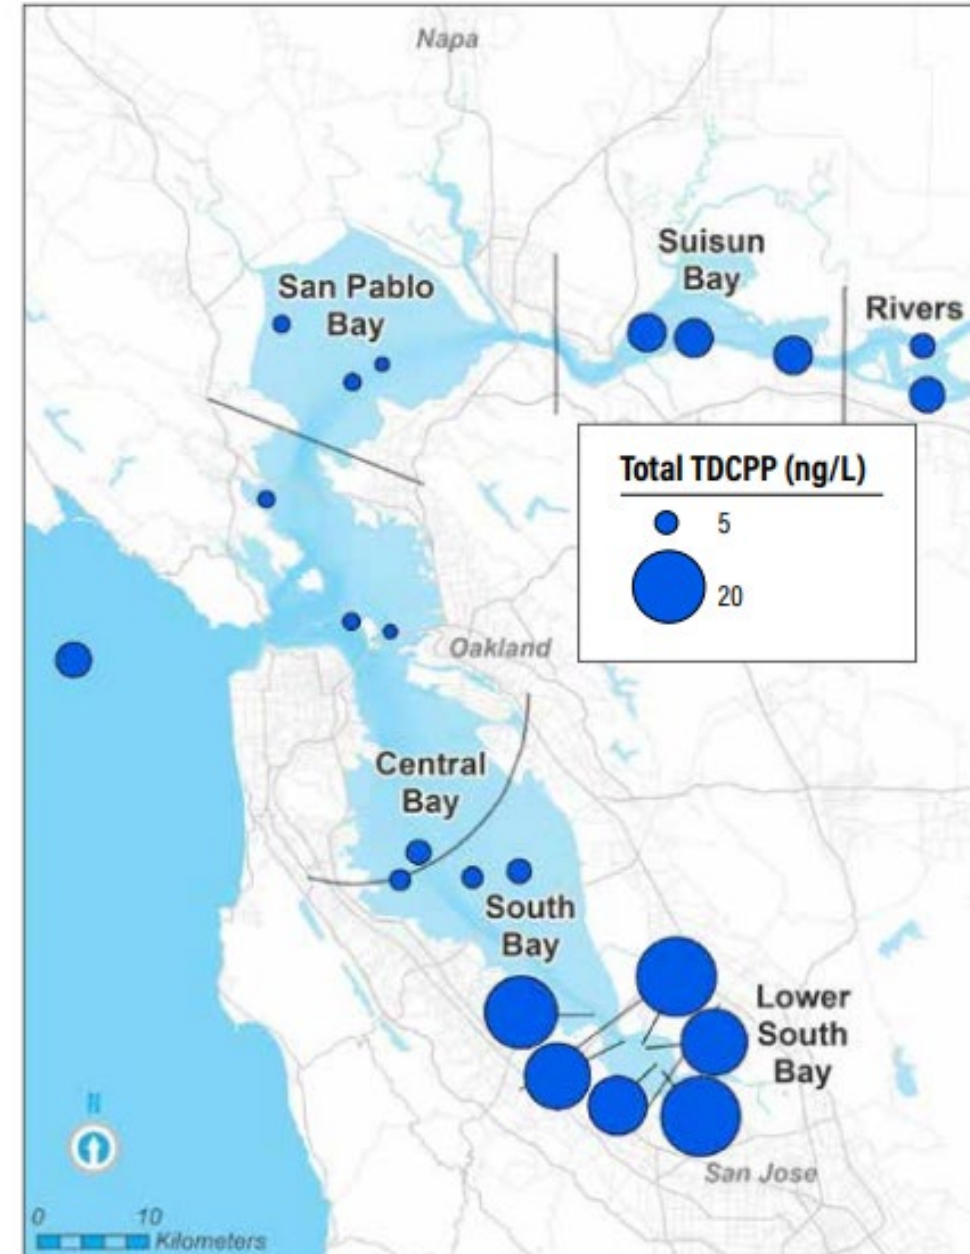 Napa
Suisun
Bay
San Pablo
Bay
Rivers
Total TDCPP (ng/L)
5
20
Oakland
Central
Bay
South
Bay
Lower
South
Bay
San Jose
N
0 10
Kilometers